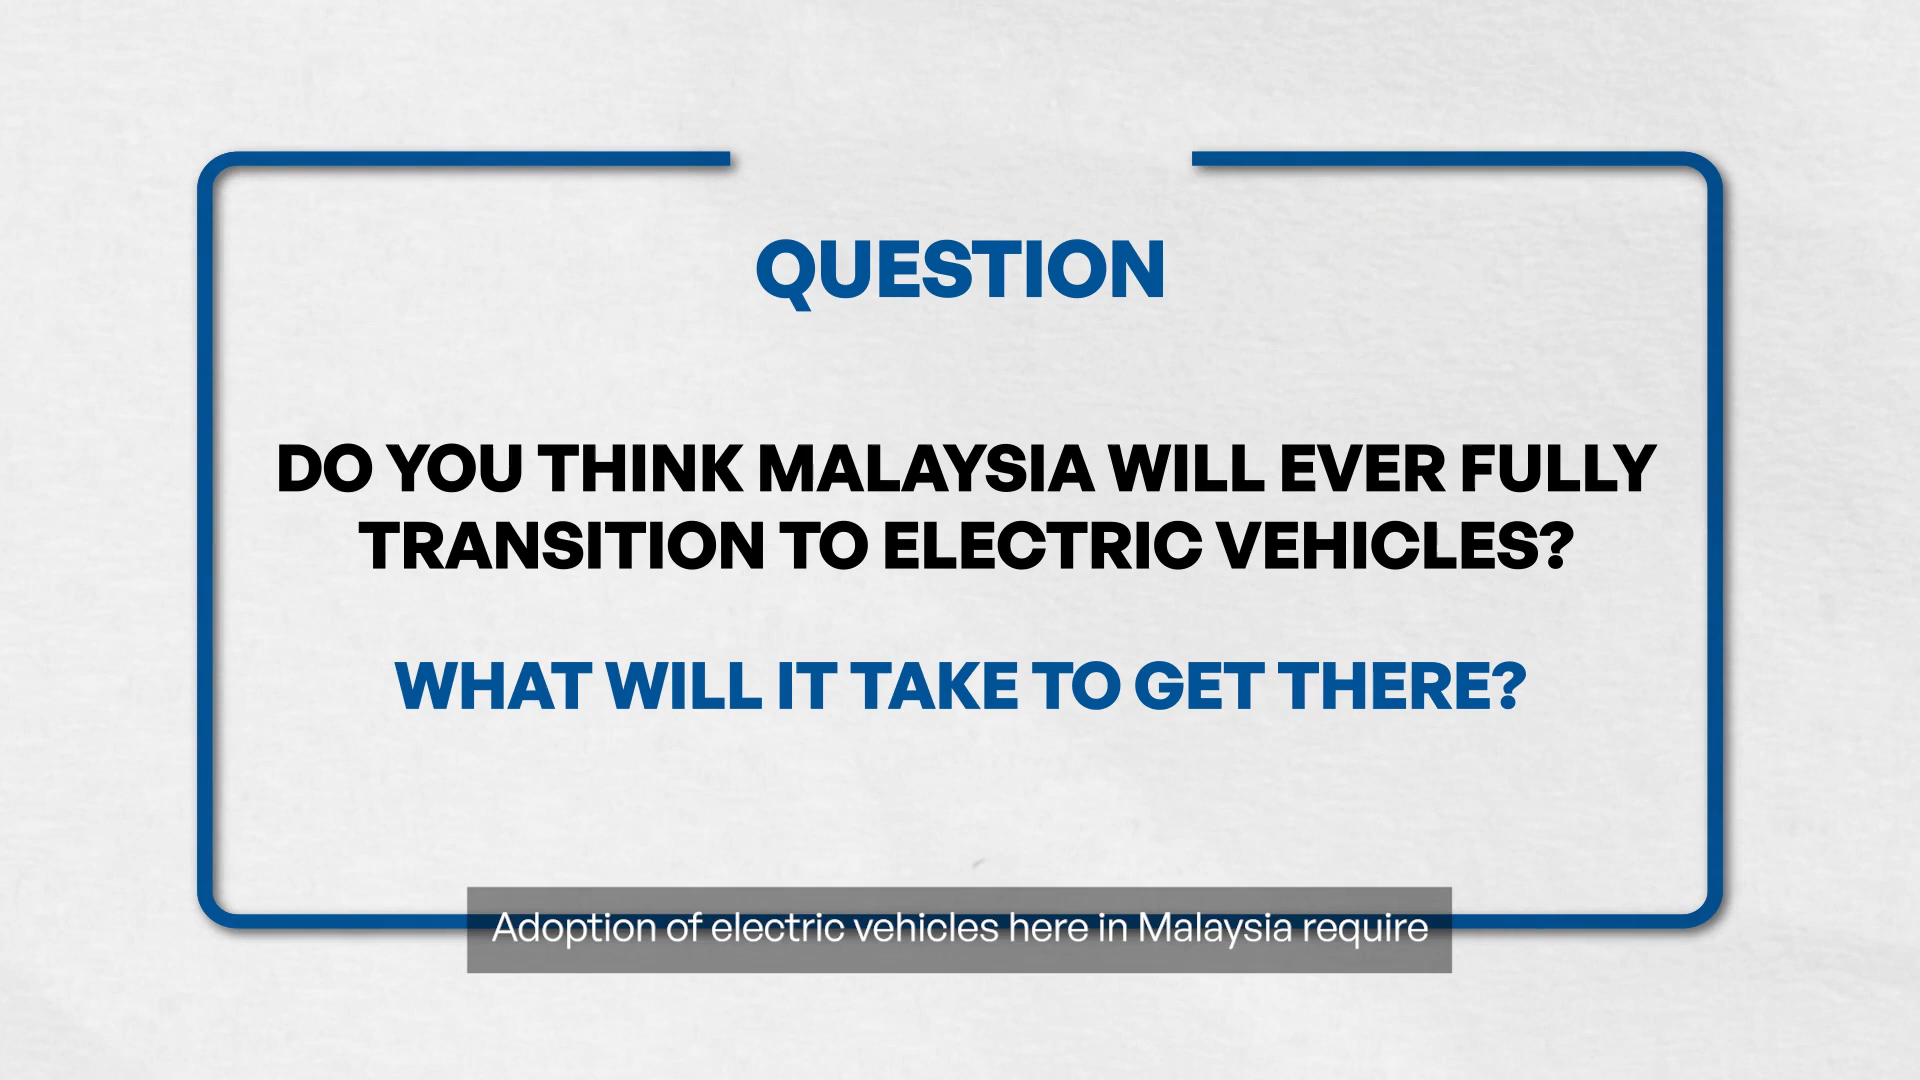 QUESTION
DO YOU THINK MALAYSIA WILL EVER FULLY
TRANSITION TO ELECTRIC VEHICLES?
WHAT WILL IT TAKE TO GET THERE?
Adoption of electric vehicles here in Malaysia require